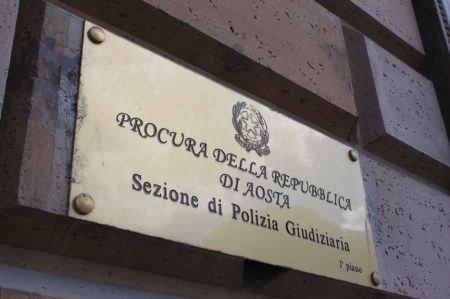 PROCURA DELLA REPUBBLICA
DI AOSTA
Sezione di Polizia Giudiziaria
1° piano